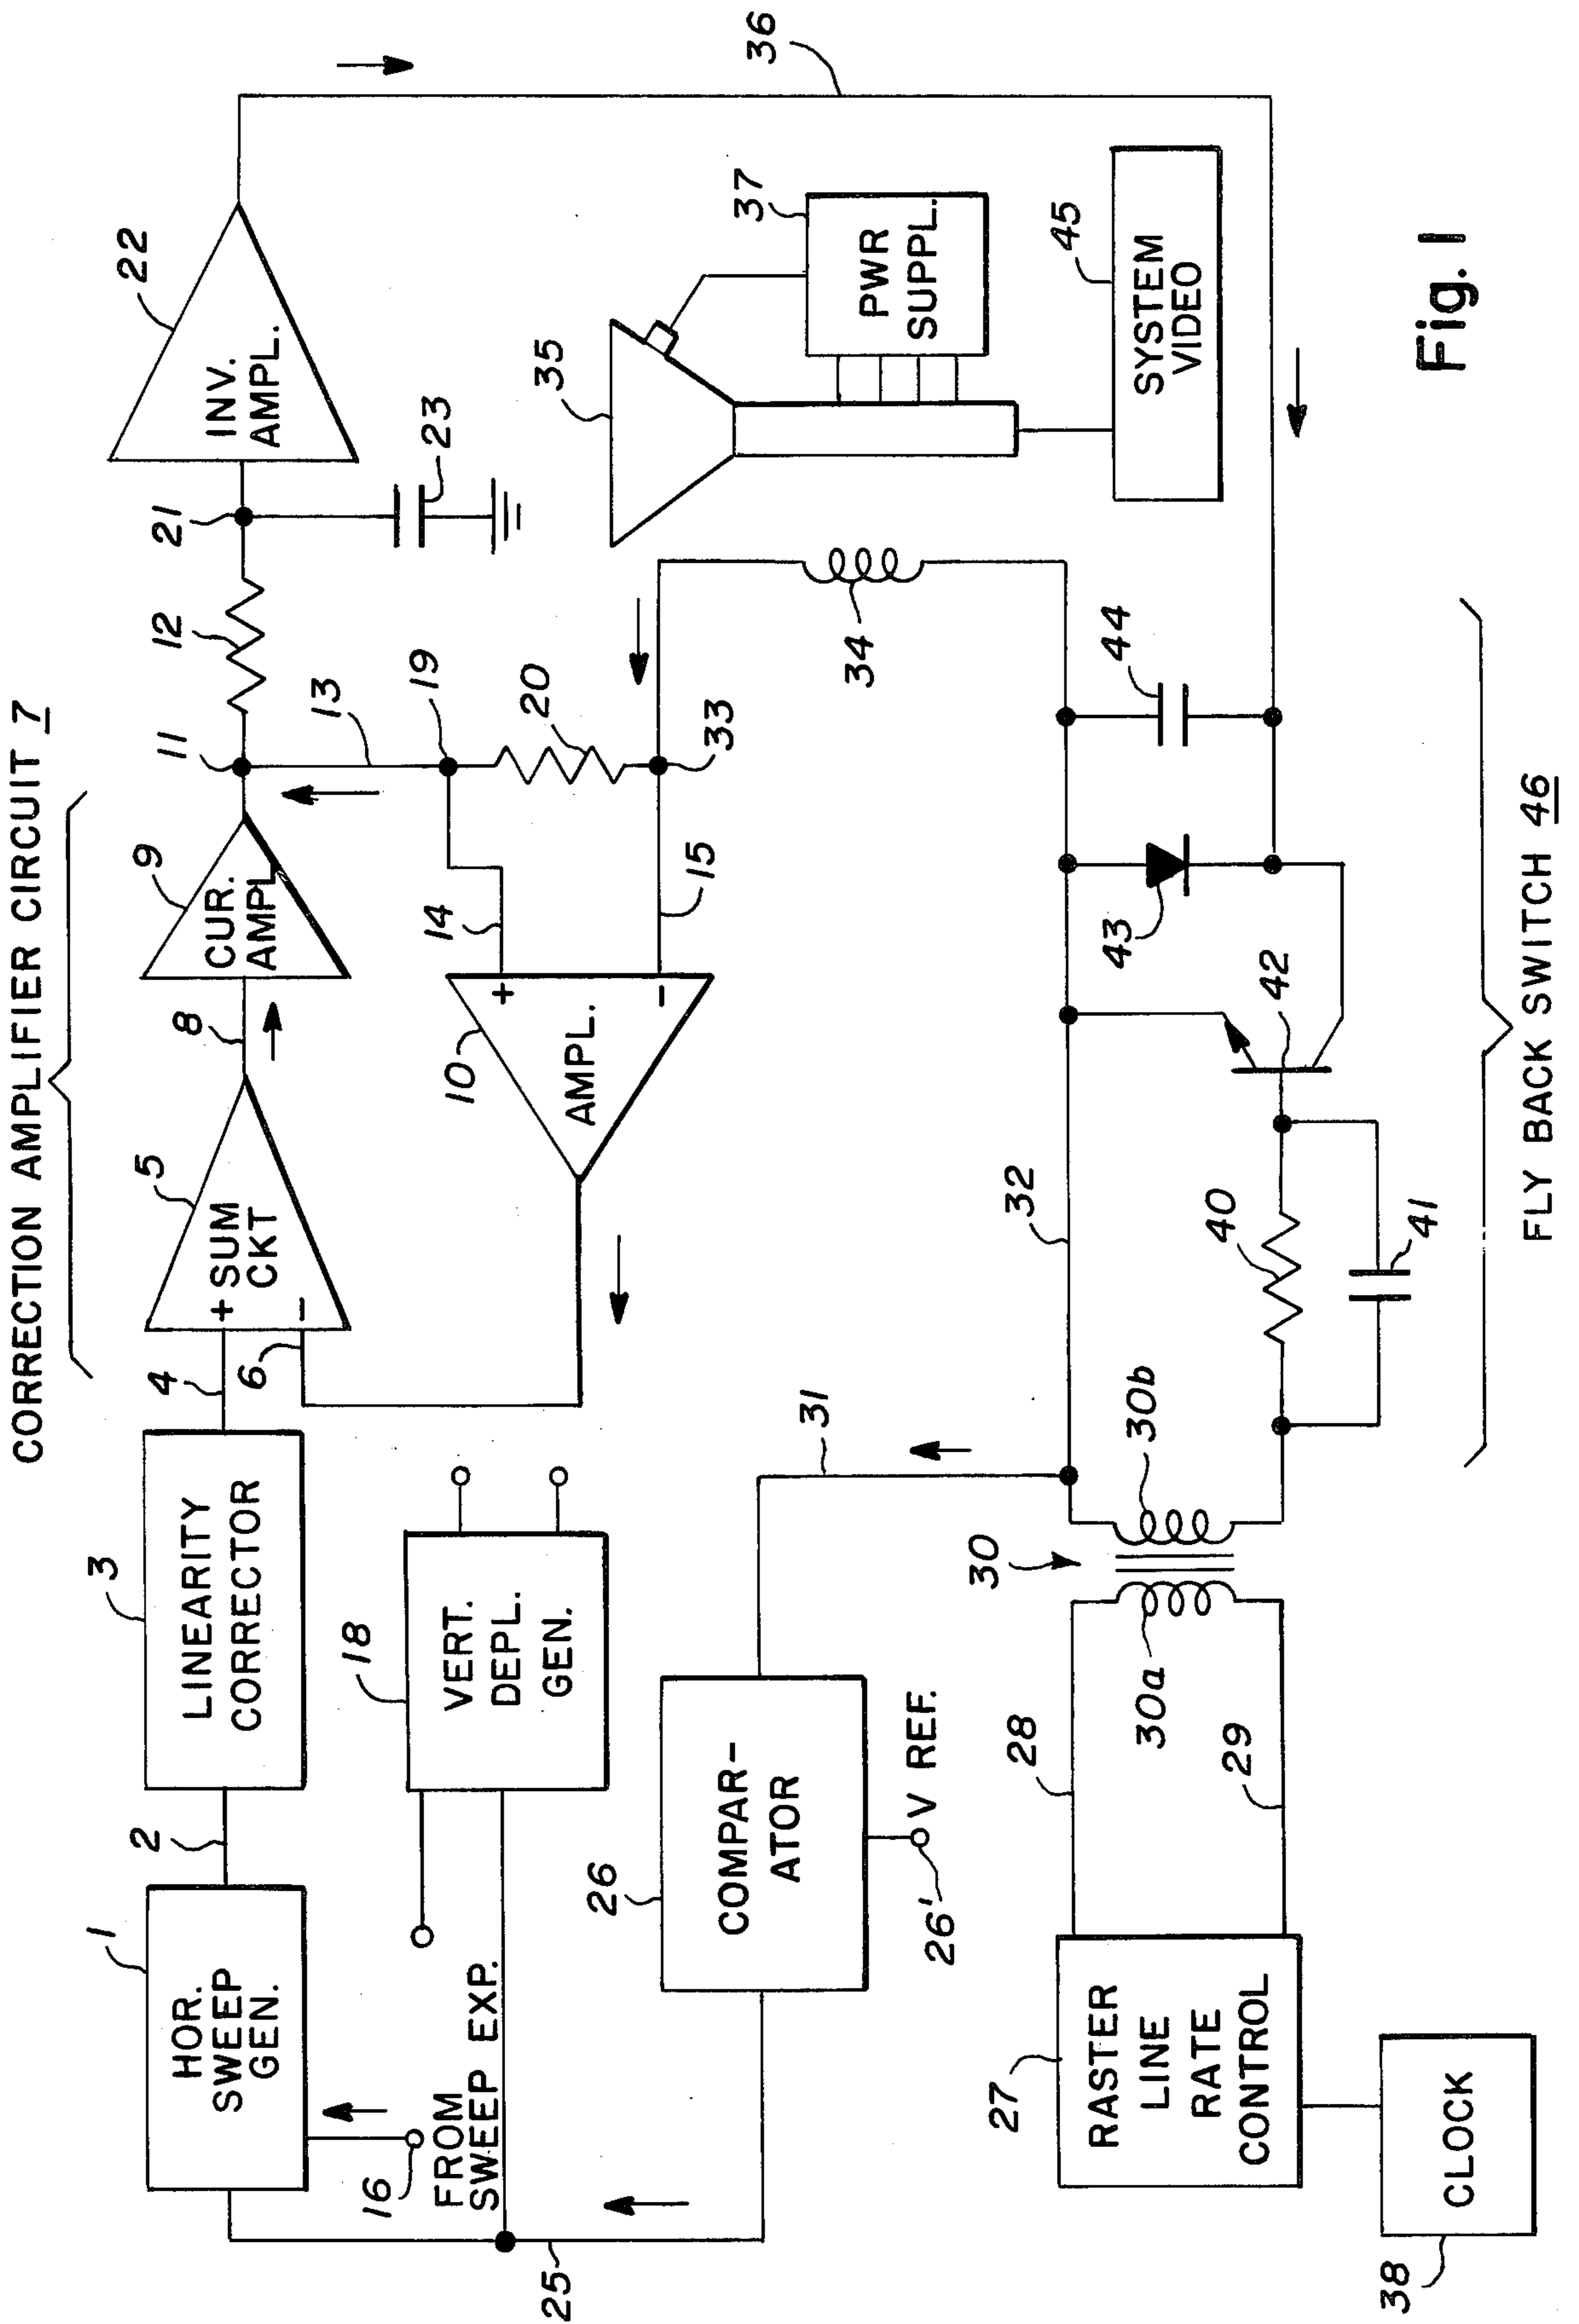 CORRECTION AMPLIFIER CIRCUIT 7
1
HOR.
SWEEP
GEN.
2
3
LINEARITY
CORRECTOR
4
6
5
+
SUM
CKT
−
8
9
CUR.
AMPL
11
12
21
22
INV.
AMPL.
36
16
FROM
SWEEP EXP.
18
VERT.
DEPL.
GEN.
10
+
AMPL.
−
14
15
13
19
20
33
23
35
37
PWR
SUPPL.
25
26
COMPAR-
ATOR
26'
V REF.
31
32
34
45
SYSTEM
VIDEO
27
RASTER
LINE
RATE
CONTROL
28
29
30
30a
30b
40
41
42
43
44
38
CLOCK
FLY BACK SWITCH 46
Fig. 1